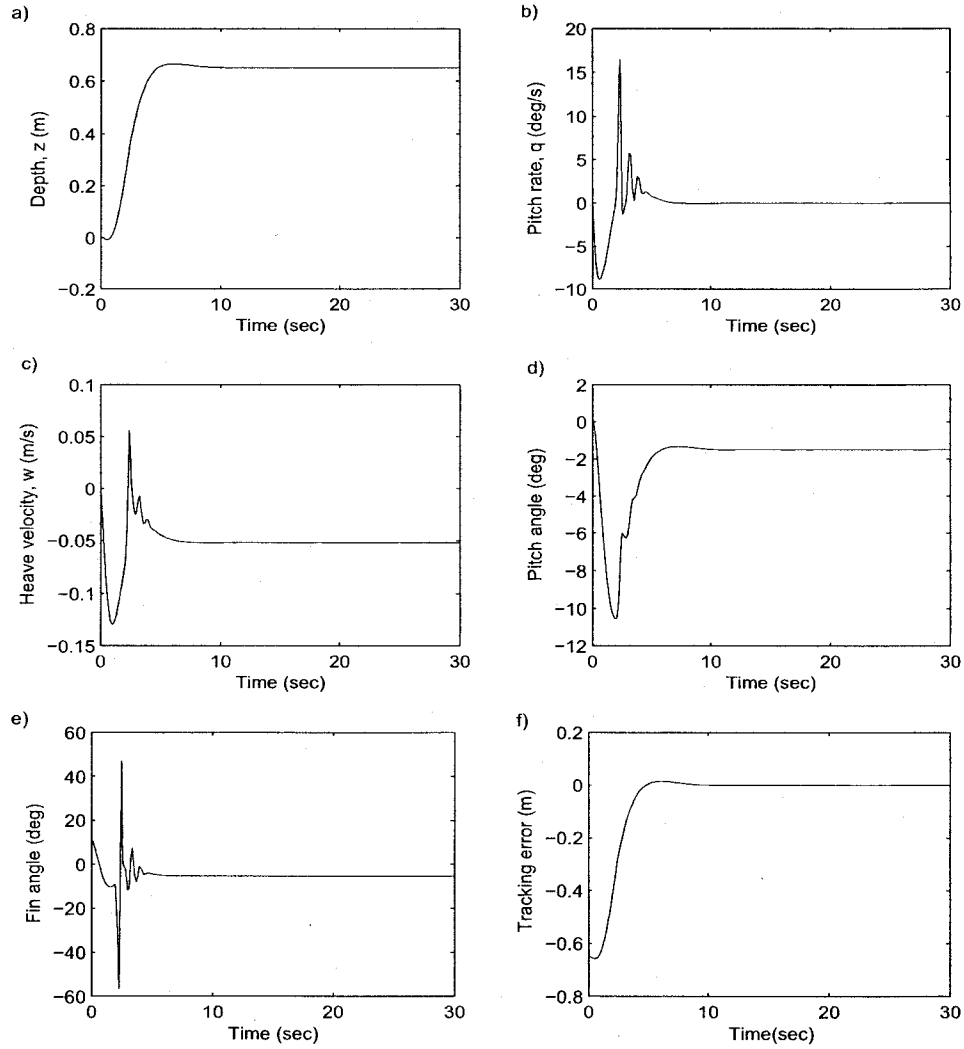 a)
0.8
0.6
0.4
0.2
0
−0.2
Depth, z (m)
0 10 20 30
Time (sec)
b)
20
15
10
5
0
−5
−10
Pitch rate, q (deg/s)
0 10 20 30
Time (sec)
c)
0.1
0.05
0
−0.05
−0.1
−0.15
Heave velocity, w (m/s)
0 10 20 30
Time (sec)
d)
2
0
−2
−4
−6
−8
−10
−12
Pitch angle (deg)
0 10 20 30
Time (sec)
e)
60
40
20
0
−20
−40
−60
Fin angle (deg)
0 10 20 30
Time (sec)
f)
0.2
0
−0.2
−0.4
−0.6
−0.8
Tracking error (m)
0 10 20 30
Time(sec)